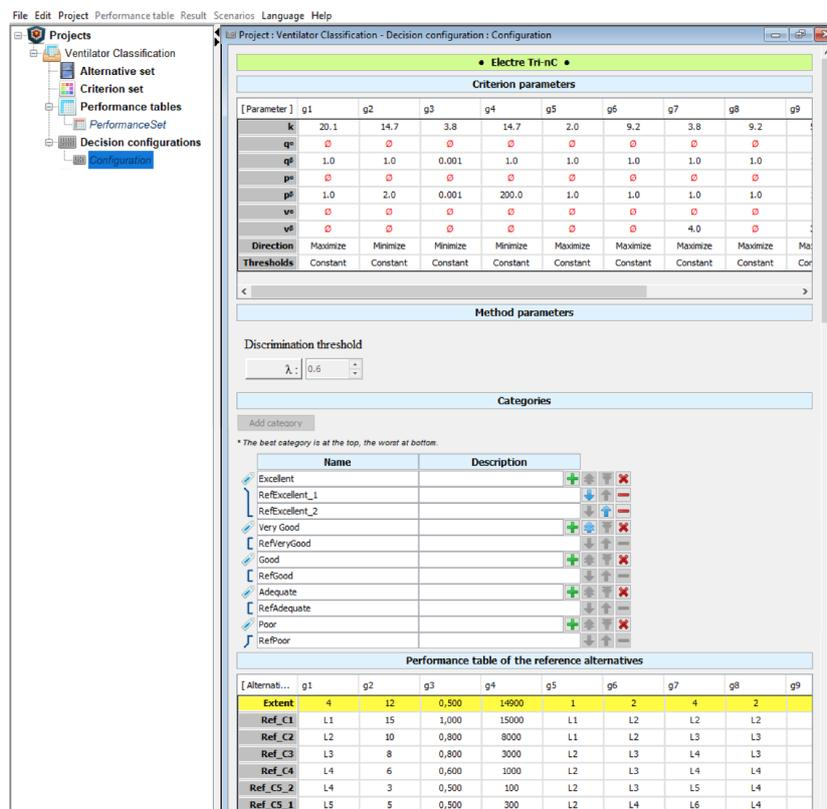 File Edit Project Performance table Result Scenarios Language Help
Projects
Ventilator Classification
Alternative set
Criterion set
Performance tables
PerformanceSet
Decision configurations
Configuration
Project : Ventilator Classification - Decision configuration : Configuration
• Electre Tri-nC •
Criterion parameters
[Parameter] g1 g2 g3 g4 g5 g6 g7 g8 g9
k 20.1 14.7 3.8 14.7 2.0 9.2 3.8 9.2
qα Ø Ø Ø Ø Ø Ø Ø Ø
qβ 1.0 1.0 0.001 1.0 1.0 1.0 1.0 1.0
pα Ø Ø Ø Ø Ø Ø Ø Ø
pβ 1.0 2.0 0.001 200.0 1.0 1.0 1.0 1.0
vα Ø Ø Ø Ø Ø Ø Ø Ø
vβ Ø Ø Ø Ø Ø Ø 4.0 Ø
Direction Maximize Minimize Minimize Minimize Maximize Maximize Maximize Maximize Ma
Thresholds Constant Constant Constant Constant Constant Constant Constant Constant Cor
Method parameters
Discrimination threshold
λ : 0.6
Categories
Add category
* The best category is at the top, the worst at bottom.
Name Description
Excellent
RefExcellent_1
RefExcellent_2
Very Good
RefVeryGood
Good
RefGood
Adequate
RefAdequate
Poor
RefPoor
Performance table of the reference alternatives
[Alternati... g1 g2 g3 g4 g5 g6 g7 g8 g9
Extent 4 12 0,500 14900 1 2 4 2
Ref_C1 L1 15 1,000 15000 L1 L2 L2 L2
Ref_C2 L2 10 0,800 8000 L1 L2 L3 L3
Ref_C3 L3 8 0,800 3000 L2 L3 L4 L3
Ref_C4 L4 6 0,600 1000 L2 L3 L4 L4
Ref_C5_2 L4 3 0,500 100 L2 L3 L5 L4
Ref_C5_1 L5 5 0,500 300 L2 L4 L6 L4